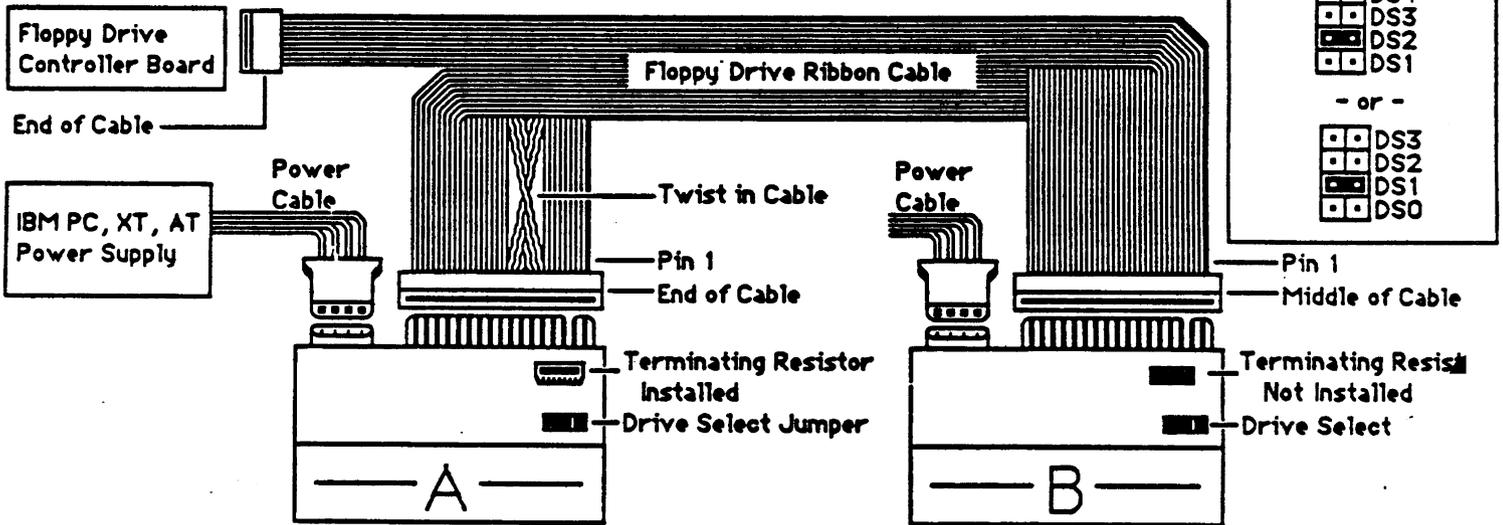 Floppy Drive
Controller Board
End of Cable
Floppy Drive Ribbon Cable
DS3
DS2
DS1
- or -
DS3
DS2
DS1
DS0
IBM PC, XT, AT
Power Supply
Power
Cable
Twist in Cable
Pin 1
End of Cable
Power
Cable
Pin 1
Middle of Cable
Terminating Resistor
Installed
Drive Select Jumper
Terminating Resist
Not Installed
Drive Select
A
B